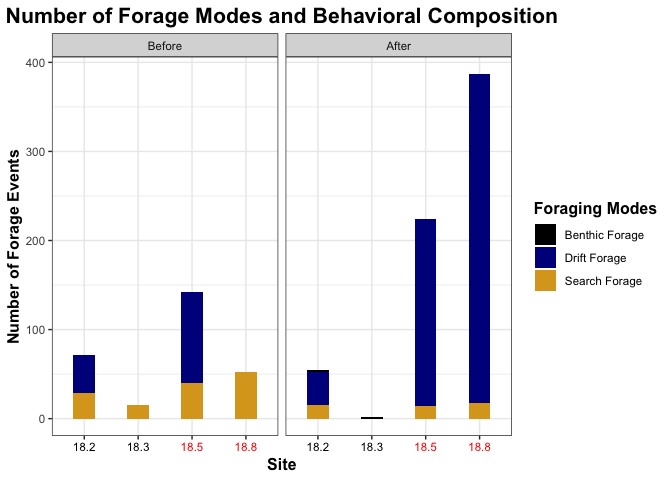 Number of Forage Modes and Behavioral Composition
Before
After
Number of Forage Events
400
300
200
100
0
18.2
18.3
18.5
18.8
18.2
18.3
18.5
18.8
Site
Foraging Modes
Benthic Forage
Drift Forage
Search Forage